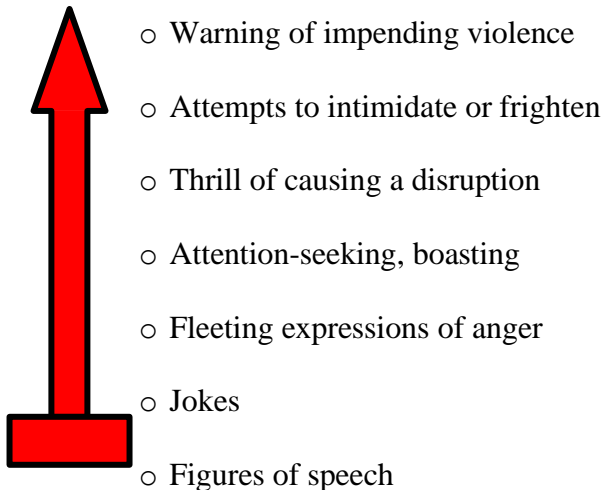 o Warning of impending violence
o Attempts to intimidate or frighten
o Thrill of causing a disruption
o Attention-seeking, boasting
o Fleeting expressions of anger
o Jokes
o Figures of speech